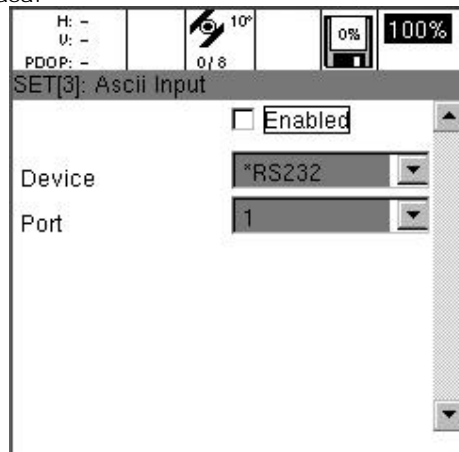 H: -
V: -
PDOP: -
10°
0/8
0%
100%
SET[3]: Ascii Input
Enabled
Device
*RS232
Port
1